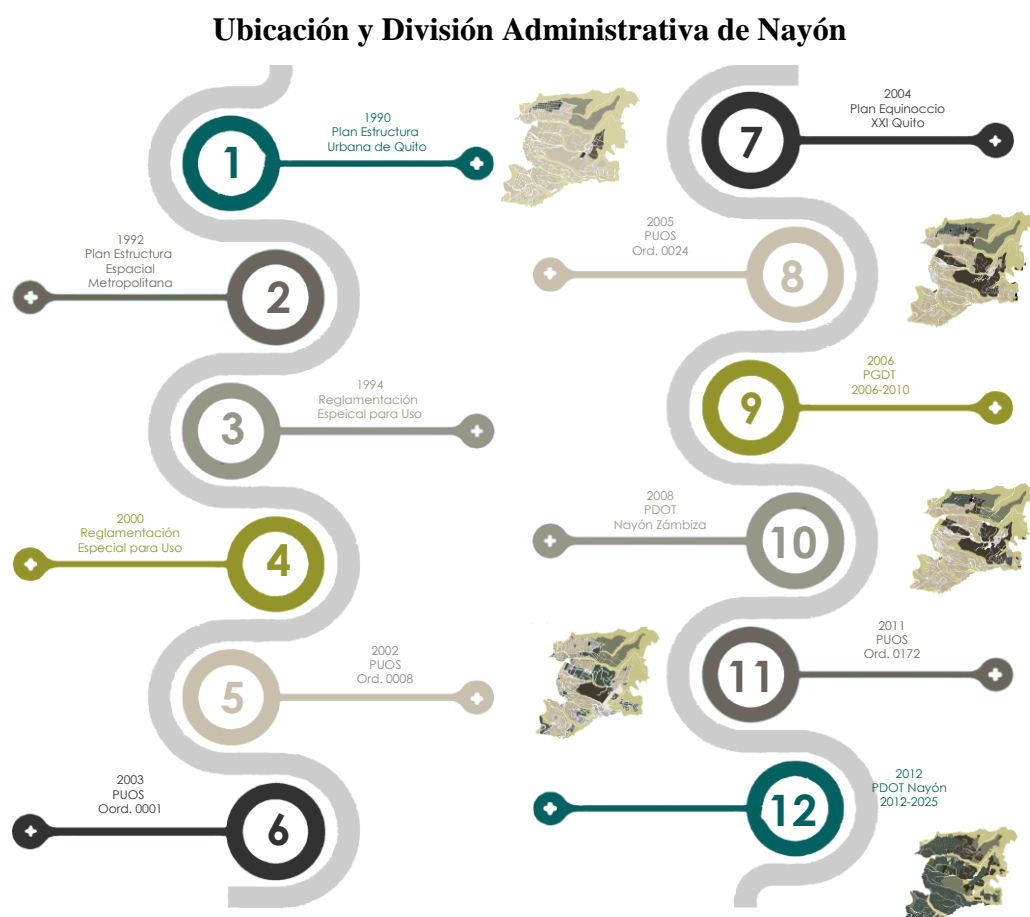 Ubicación y División Administrativa de Nayón
1
1990
Plan Estructura
Urbana de Quito
2
1992
Plan Estructura
Espacial
Metropolitana
3
1994
Reglamentación
Espeical para Uso
4
2000
Reglamentación
Especial para Uso
5
2002
PUOS
Ord. 0008
6
2003
PUOS
Oord. 0001
7
2004
Plan Equinoccio
XXI Quito
8
2005
PUOS
Ord. 0024
9
2006
PGDT
2006-2010
10
2008
PDOT
Nayón Zámbiza
11
2011
PUOS
Ord. 0172
12
2012
PDOT Nayón
2012-2025